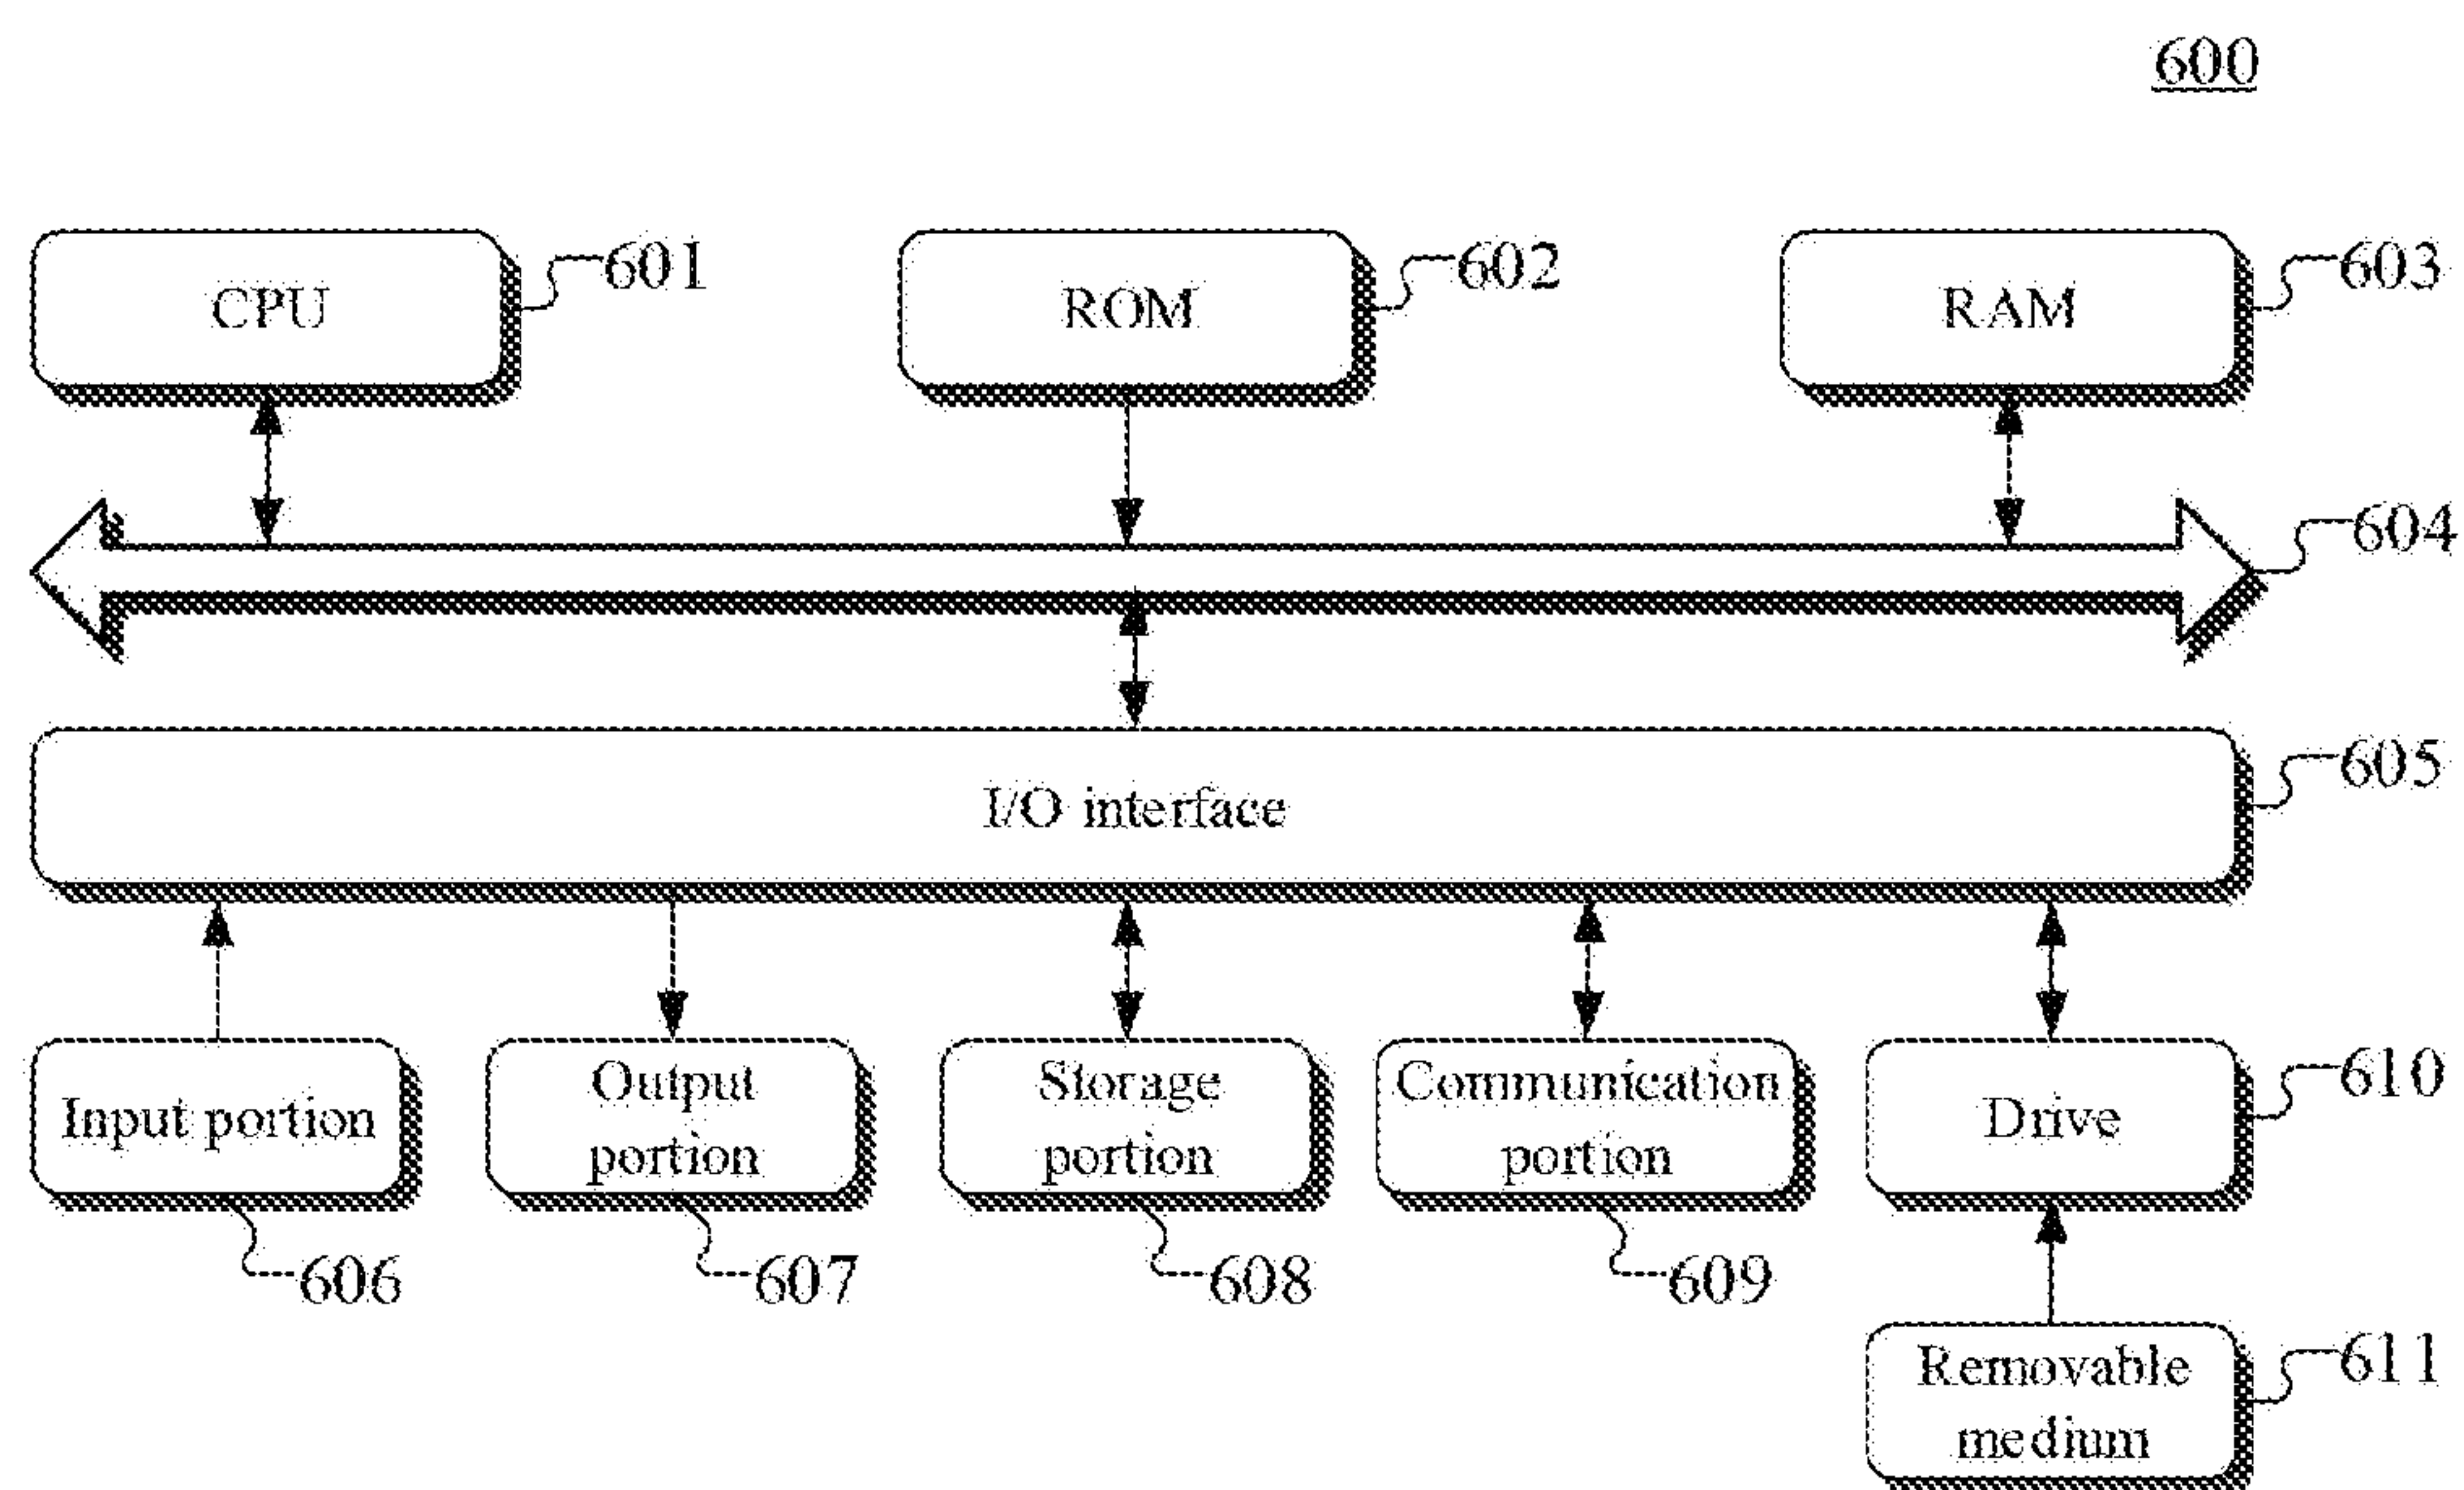 600
CPU
601
ROM
602
RAM
603
604
I/O interface
605
Input portion
Output
portion
Storage
portion
Communication
portion
Drive
610
606
607
608
609
Removable
medium
611